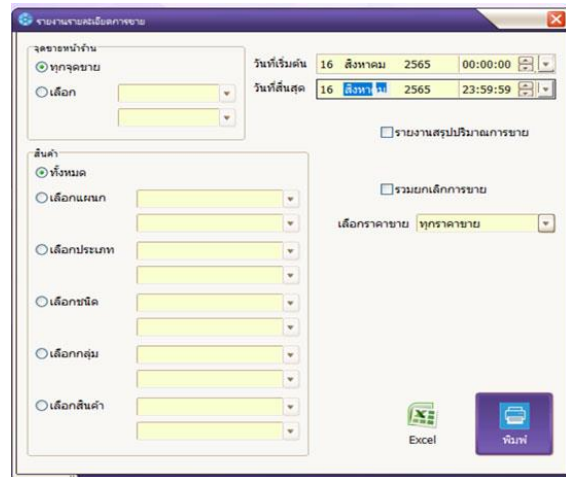 รายงานรายละเอียดการขาย
จุดขายหน้าร้าน
ทุกจุดขาย
เลือก
วันที่เริ่มต้น 16 สิงหาคม 2565 00:00:00
วันที่สิ้นสุด 16 สิงหาคม 2565 23:59:59
รายงานสรุปปริมาณการขาย
สินค้า
ทั้งหมด
รวมยกเลิกการขาย
เลือกแผนก
เลือกราคาขาย ทุกราคาขาย
เลือกประเภท
เลือกชนิด
เลือกกลุ่ม
เลือกสินค้า
Excel
พิมพ์